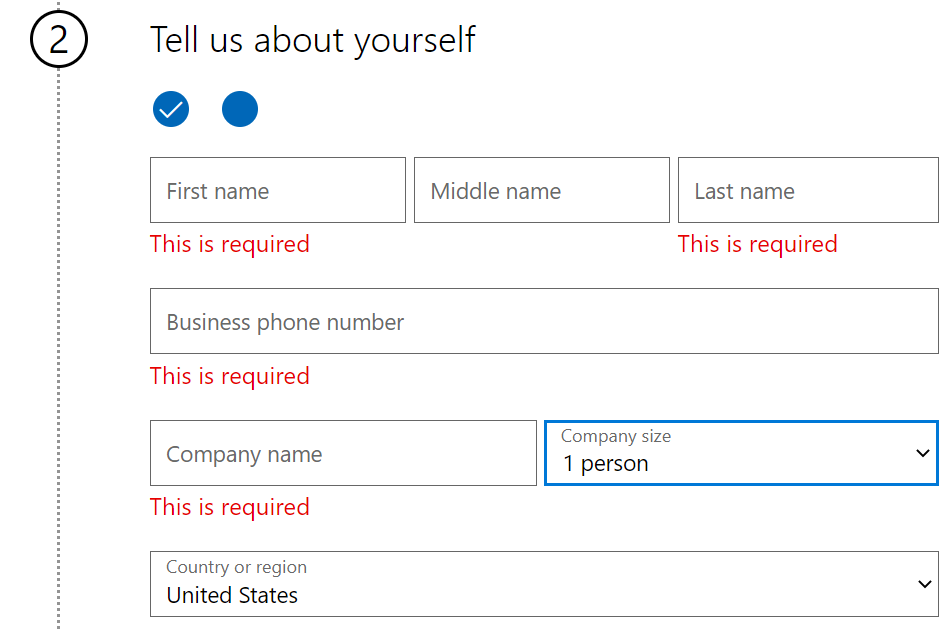 2
Tell us about yourself
First name
Middle name
Last name
This is required
This is required
Business phone number
This is required
Company name
Company size
1 person
This is required
Country or region
United States